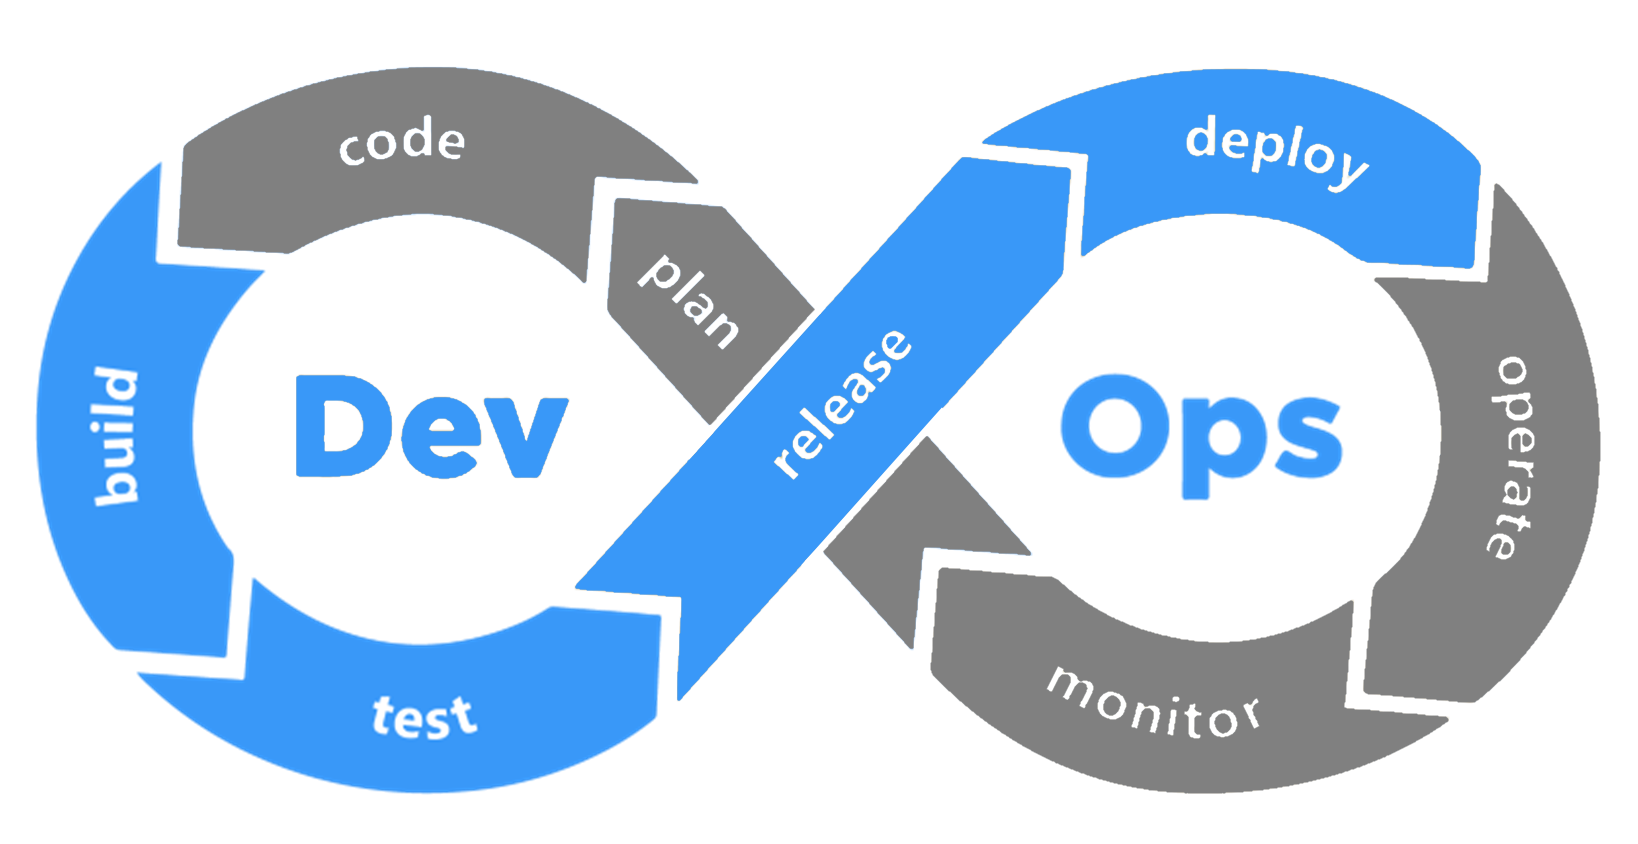 code
deploy
plan
release
build
Dev
Ops
operate
test
monitor